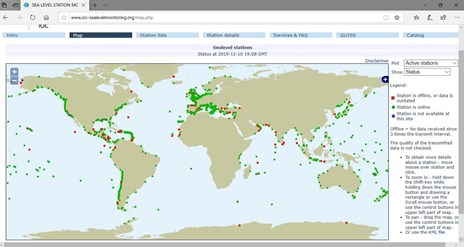 SEA LEVEL STATION MC
www.ioc-sealevelmonitoring.org/map.php
IOC
Intro Map Station lists Station details Services & FAQ GLOSS Contact
Sealevel stations
Status at 2019-12-10 19:08 GMT
Disclaimer
Plot Active stations
Show Status
Legend:
Station is offline, or data is
outdated
Station is online
Station is not available at
this site
Offline = No data received since
3 times the transmit interval.
The quality of the transmitted
data is not checked.
To obtain more details
about a station - move
mouse over station
and click.
To zoom in - hold down
the Shift-key while
holding down the mouse
button and drawing a
rectangle or use the
Scroll mouse button, or
use the control buttons in
upper left part of map.
To pan - drag the map, or
use the control buttons in
upper left part of map.
Or use the KML file.